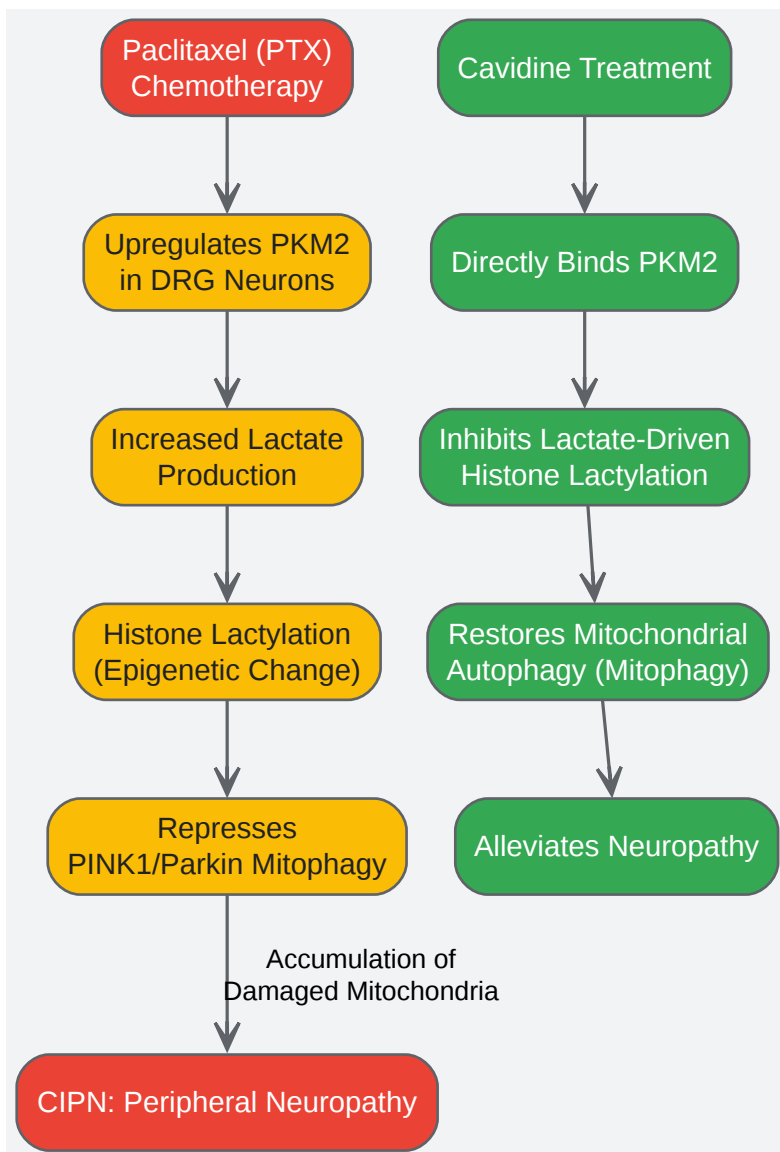 Paclitaxel (PTX)
Chemotherapy
Upregulates PKM2
in DRG Neurons
Increased Lactate
Production
Histone Lactylation
(Epigenetic Change)
Represses
PINK1/Parkin Mitophagy
Accumulation of
Damaged Mitochondria
CIPN: Peripheral Neuropathy
Cavidine Treatment
Directly Binds PKM2
Inhibits Lactate-Driven
Histone Lactylation
Restores Mitochondrial
Autophagy (Mitophagy)
Alleviates Neuropathy